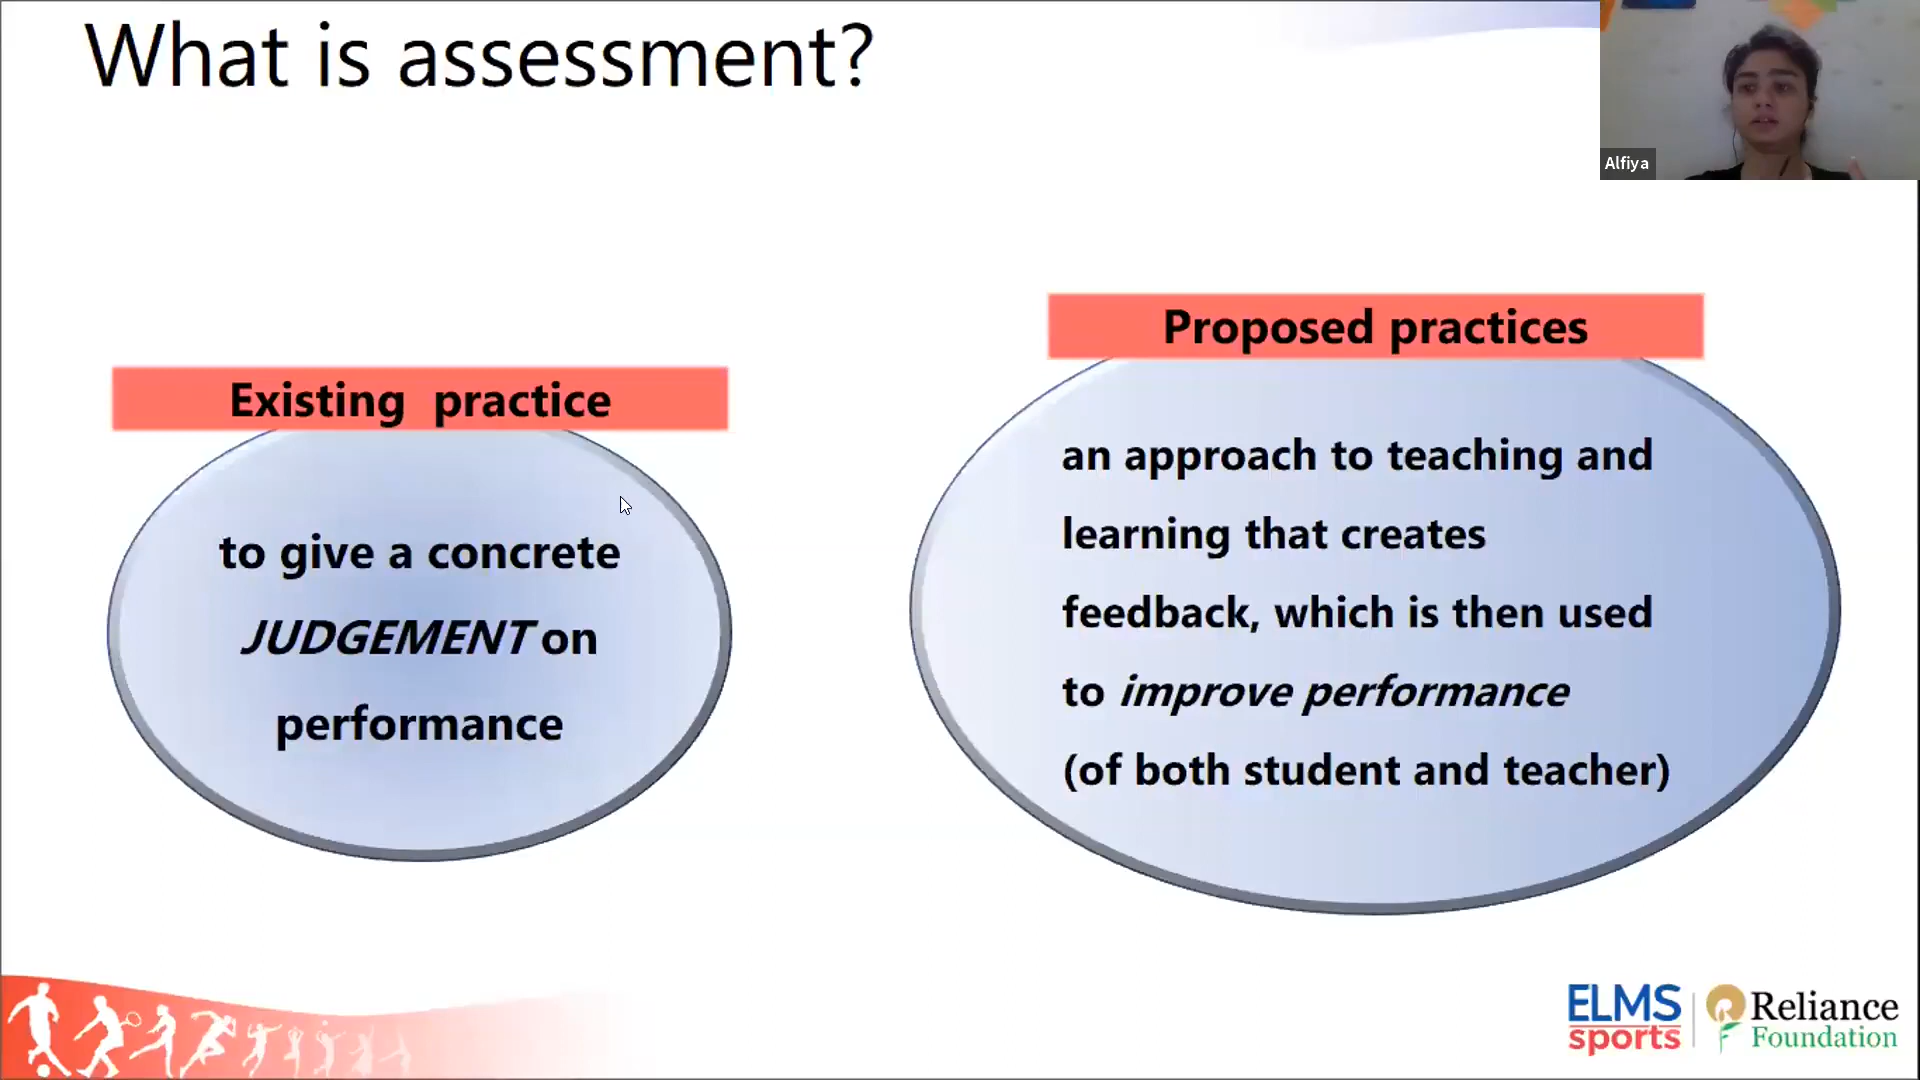 What is assessment?
Alfiya
Existing practice
to give a concrete
JUDGEMENT on
performance
Proposed practices
an approach to teaching and
learning that creates
feedback, which is then used
to improve performance
(of both student and teacher)
ELMS
sports
Reliance
Foundation